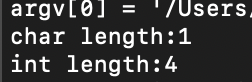 argv[0] = '/Users,
char length:1
int length:4